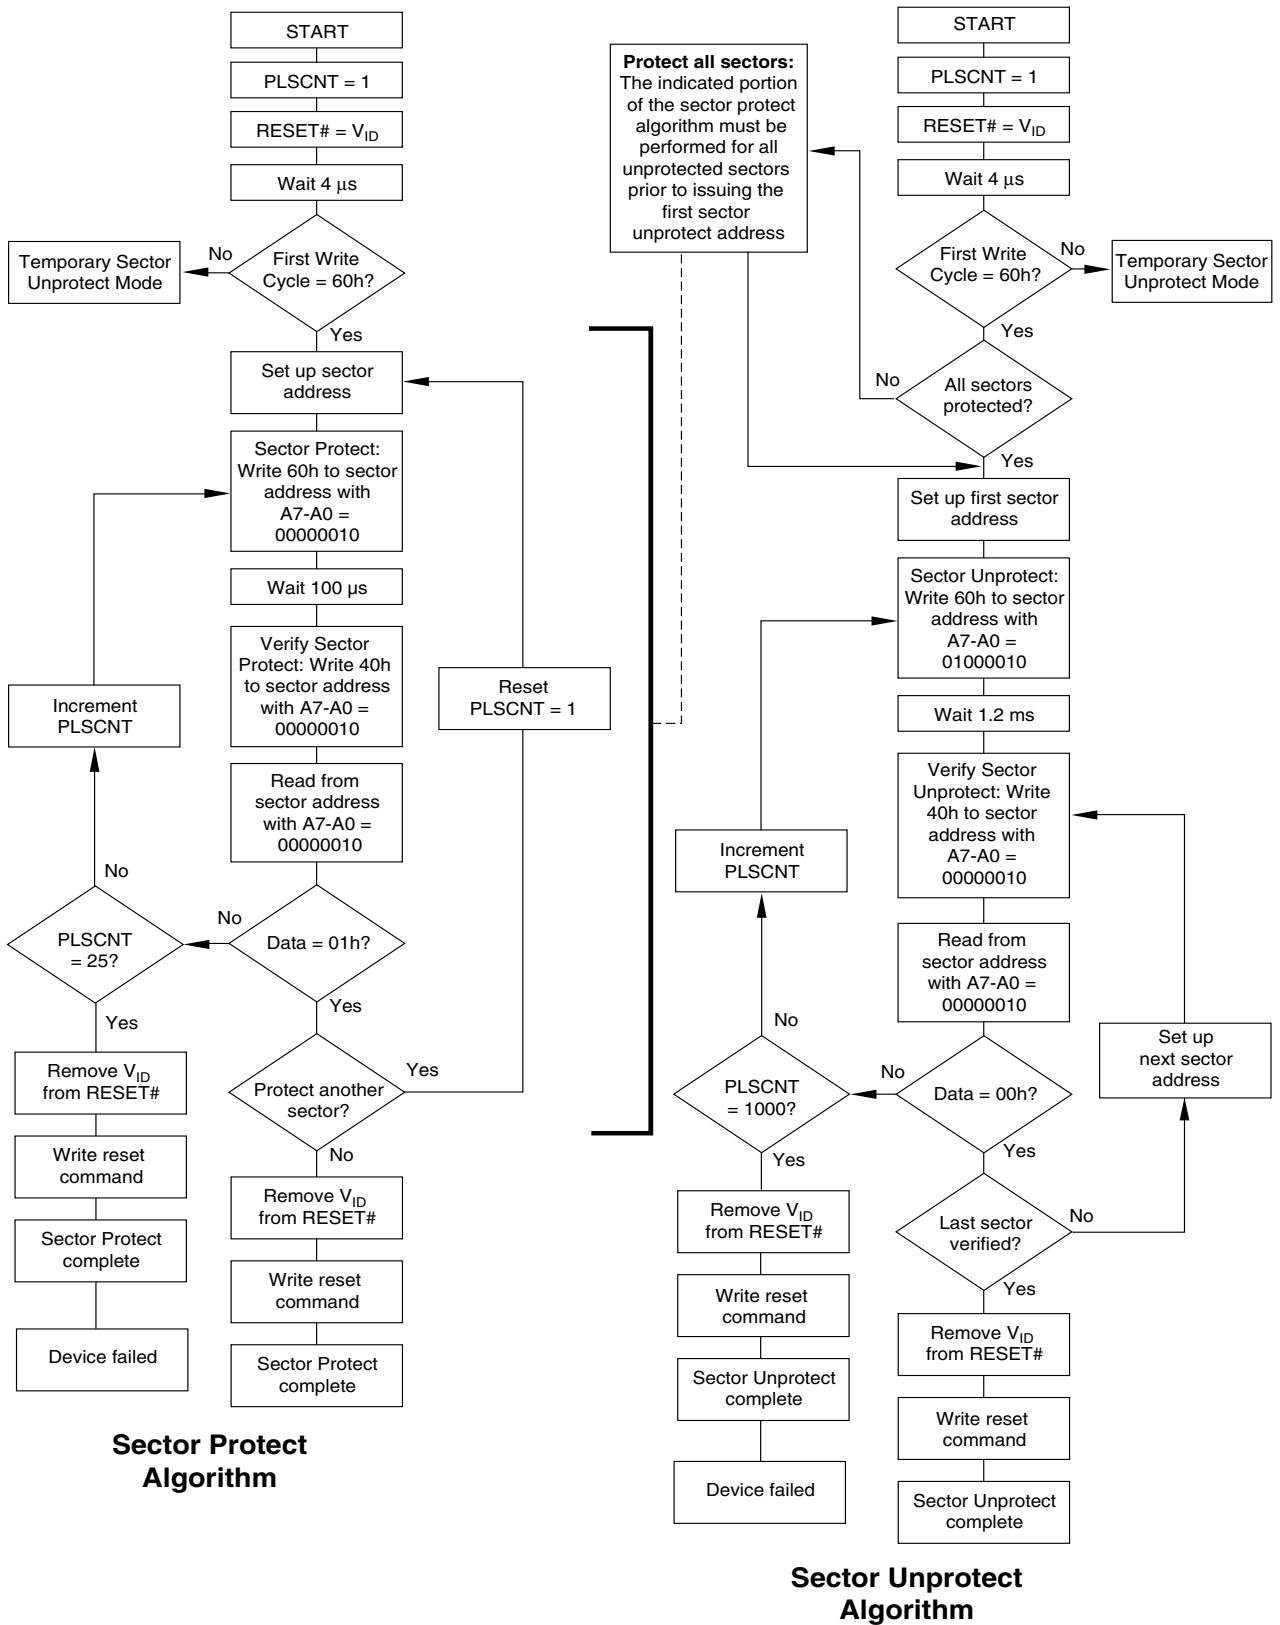 START
PLSCNT = 1
RESET# = VID
Wait 4 μs
First Write
Cycle = 60h?
No
Temporary Sector
Unprotect Mode
Yes
Set up sector
address
Sector Protect:
Write 60h to sector
address with
A7-A0 =
00000010
Wait 100 µs
Verify Sector
Protect: Write 40h
to sector address
with A7-A0 =
00000010
Read from
sector address
with A7-A0 =
00000010
Data = 01h?
No
PLSCNT
= 25?
No
Increment
PLSCNT
Yes
Remove VID
from RESET#
Write reset
command
Sector Protect
complete
Device failed
Yes
Protect another
sector?
Yes
Reset
PLSCNT = 1
No
Remove VID
from RESET#
Write reset
command
Sector Protect
complete
Sector Protect
Algorithm
Protect all sectors:
The indicated portion
of the sector protect
algorithm must be
performed for all
unprotected sectors
prior to issuing the
first sector
unprotect address
START
PLSCNT = 1
RESET# = VID
Wait 4 μs
First Write
Cycle = 60h?
No
Temporary Sector
Unprotect Mode
Yes
All sectors
protected?
No
Yes
Set up first sector
address
Sector Unprotect:
Write 60h to sector
address with
A7-A0 =
01000010
Wait 1.2 ms
Verify Sector
Unprotect: Write
40h to sector
address with
A7-A0 =
00000010
Read from
sector address
with A7-A0 =
00000010
Data = 00h?
No
PLSCNT
= 1000?
No
Increment
PLSCNT
Yes
Remove VID
from RESET#
Write reset
command
Sector Unprotect
complete
Device failed
Yes
Last sector
verified?
No
Set up
next sector
address
Yes
Remove VID
from RESET#
Write reset
command
Sector Unprotect
complete
Sector Unprotect
Algorithm